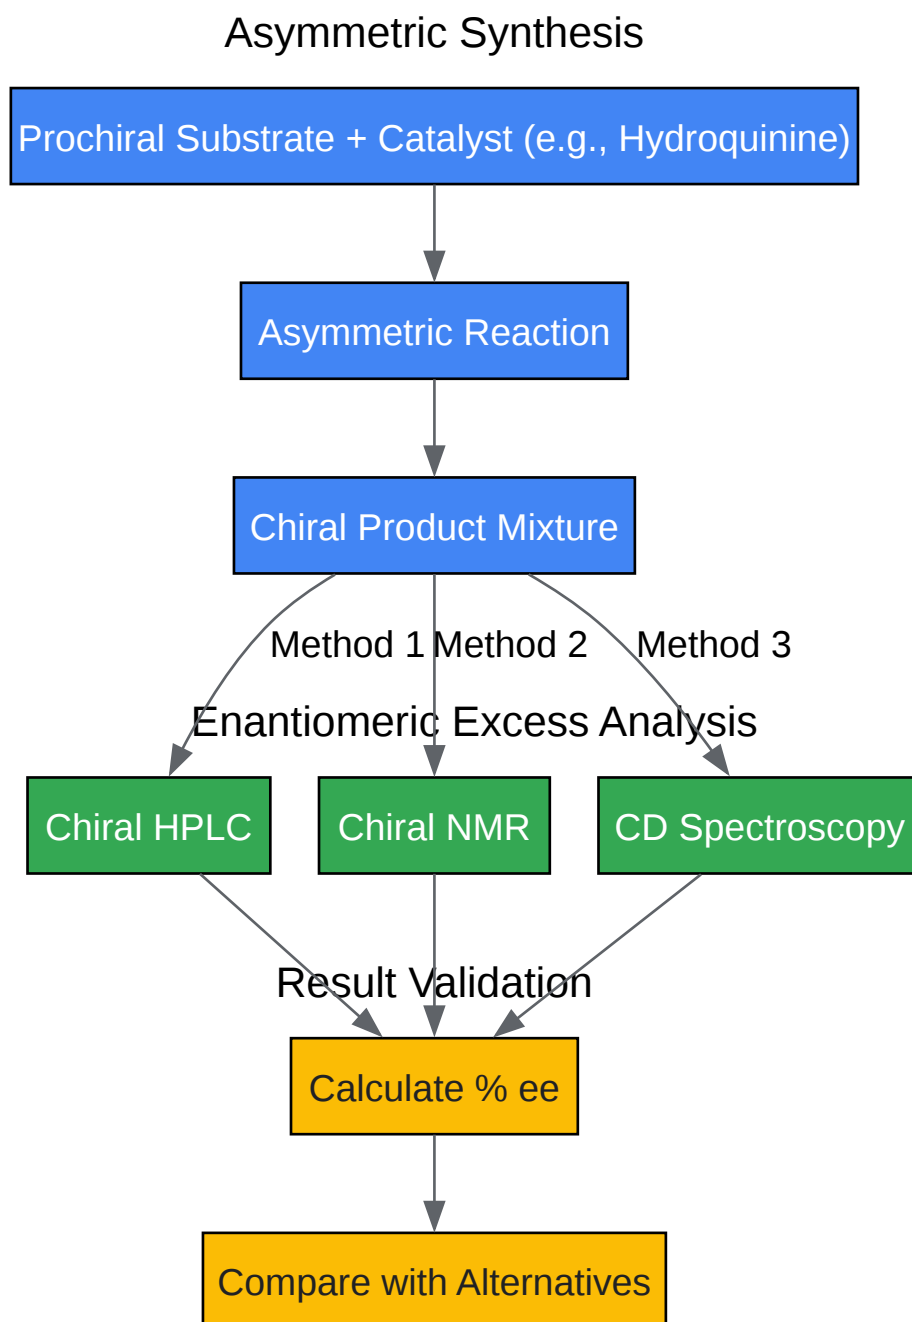 Asymmetric Synthesis
Prochiral Substrate + Catalyst (e.g., Hydroquinine)
Asymmetric Reaction
Chiral Product Mixture
Method 1
Method 2
Method 3
Enantiomeric Excess Analysis
Chiral HPLC
Chiral NMR
CD Spectroscopy
Result Validation
Calculate % ee
Compare with Alternatives